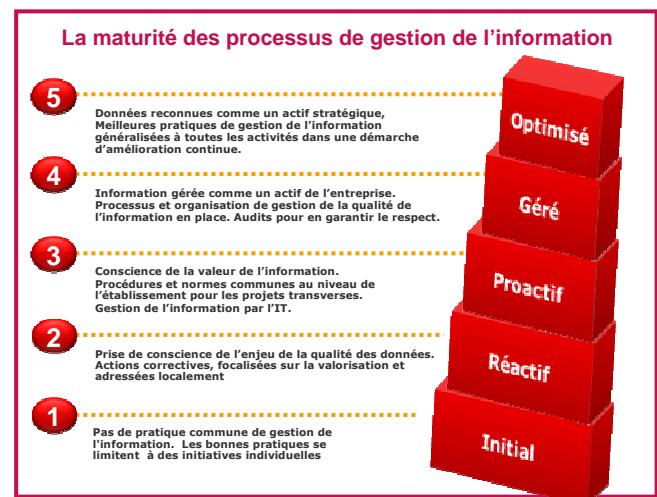 La maturité des processus de gestion de l’information
5
Données reconnues comme un actif stratégique,
Meilleures pratiques de gestion de l’information
généralisées à toutes les activités dans une démarche
d’amélioration continue.
Optimisé
4
Information gérée comme un actif de l’entreprise.
Processus et organisation de gestion de la qualité de
l’information en place. Audits pour en garantir le respect.
Géré
3
Conscience de la valeur de l’information.
Procédures et normes communes au niveau de
l’établissement pour les projets transverses.
Gestion de l’information par l’IT.
Proactif
2
Prise de conscience de l’enjeu de la qualité des données.
Actions correctives, focalisées sur la valorisation et
adressées localement
Réactif
1
Pas de pratique commune de gestion de
l'information. Les bonnes pratiques se
limitent à des initiatives individuelles
Initial